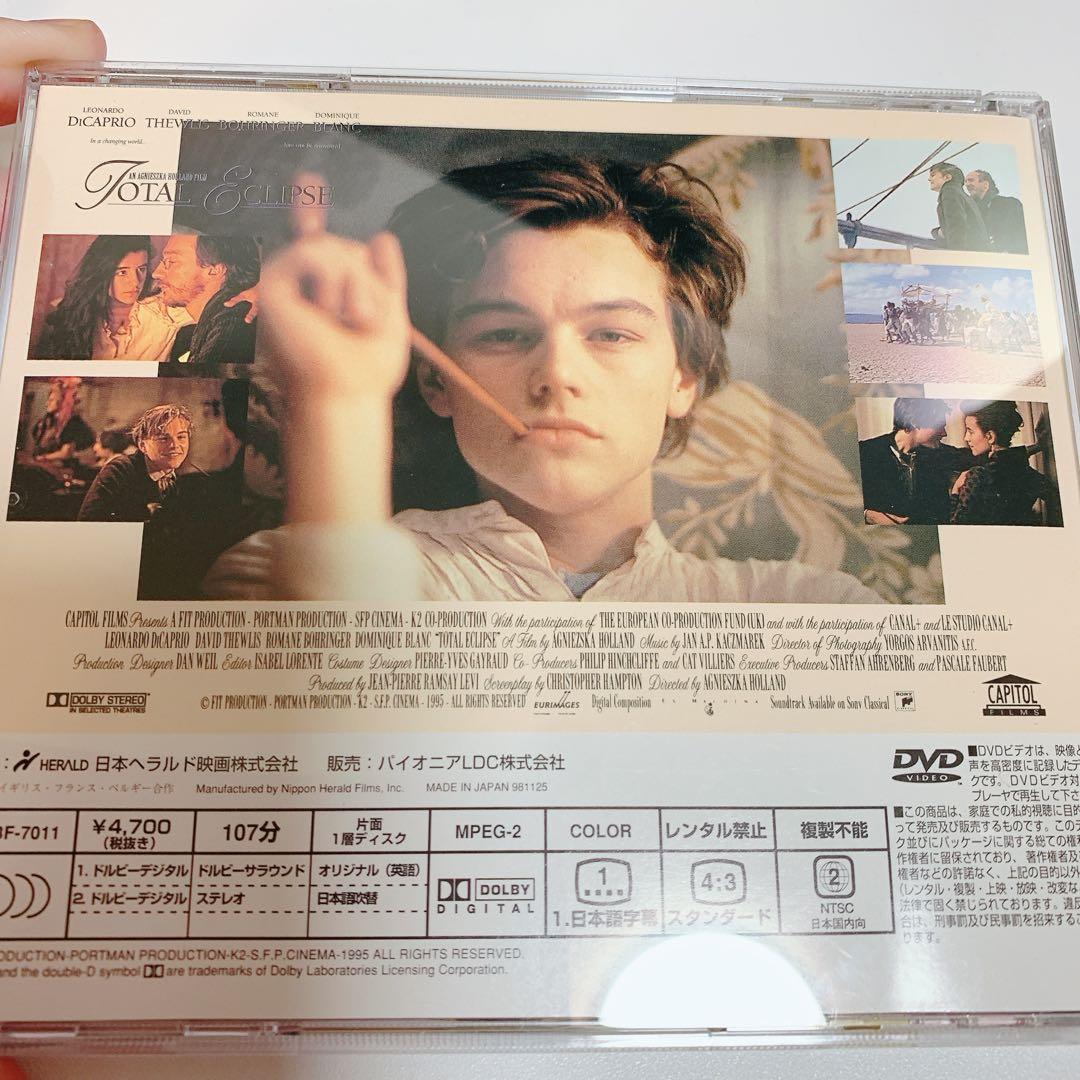 LEONARDO DAVID ROMANE DOMINIQUE
DiCAPRIO THEWLIS BOHRINGER BLANC
In a changing world...
love can be uncovered
AN AGNIESZKA HOLLAND FILM
TOTAL ECLIPSE
CAPITOL FILMS Presents A FIT PRODUCTION - PORTMAN PRODUCTION - SFP CINEMA - K2 CO-PRODUCTION With the participation of THE EUROPEAN CO-PRODUCTION FUND (UK) and with the participation of CANAL+ and LE STUDIO CANAL+
LEONARDO DiCAPRIO DAVID THEWLIS ROMANE BOHRINGER DOMINIQUE BLANC "TOTAL ECLIPSE" A Film by AGNIEZSKA HOLLAND Music by JAN A.P. KACZMAREK Director of Photography YORGOS ARVANITIS A.F.C.
Production Designer DAN WEIL Editor ISABEL LORENTE Costume Designer PIERRE-YVES GAYRAUD Co-Producers PHILIP HINCHCLIFFE and CAT VILLIERS Executive Producers STAFFAN AHRENBERG and PASCALE FAUBERT
Produced by JEAN-PIERRE RAMSAY LEVI Screenplay by CHRISTOPHER HAMPTON Directed by AGNIESZKA HOLLAND
DOLBY STEREO
IN SELECTED THEATRES
© FIT PRODUCTION - PORTMAN PRODUCTION - K2 - S.F.P. CINEMA - 1995 - ALL RIGHTS RESERVED
EURIMAGES
Digital Composition
Ex Machina
Soundtrack Available on Sony Classical
SONY
CAPITOL
FILMS
: HERALD 日本ヘラルド映画株式会社 販売：パイオニアLDC株式会社
イギリス・フランス・ベルギー合作 Manufactured by Nippon Herald Films, Inc. MADE IN JAPAN 981125
DVD
VIDEO
■DVDビデオは、映像と
声を高密度に記録したデ
クです。DVDビデオ対
プレーヤで再生して下さ
■この商品は、家庭での私的視聴に目的
って発売及び販売するものです。このデ
ク並びにパッケージに関する総ての権利
作権者に留保されており、著作権者及
権者などの許諾なく、上記の目的以外
(レンタル・複製・上映・放映・改変な
法律で固く禁じられております。違反
合は、刑事罰及び民事罰を招来するこ
ります。
BF-7011 ¥4,700 (税抜き) 107分 片面 1層ディスク MPEG-2 COLOR レンタル禁止 複製不能
1. ドルビーデジタル ドルビーサラウンド オリジナル（英語）
2. ドルビーデジタル ステレオ 日本語吹替
DOLBY
DIGITAL
1
1.日本語字幕
4:3
スタンダード
2
NTSC
日本国内向
ODUCTION-PORTMAN PRODUCTION-K2-S.F.P.CINEMA-1995 ALL RIGHTS RESERVED.
and the double-D symbol are trademarks of Dolby Laboratories Licensing Corporation.